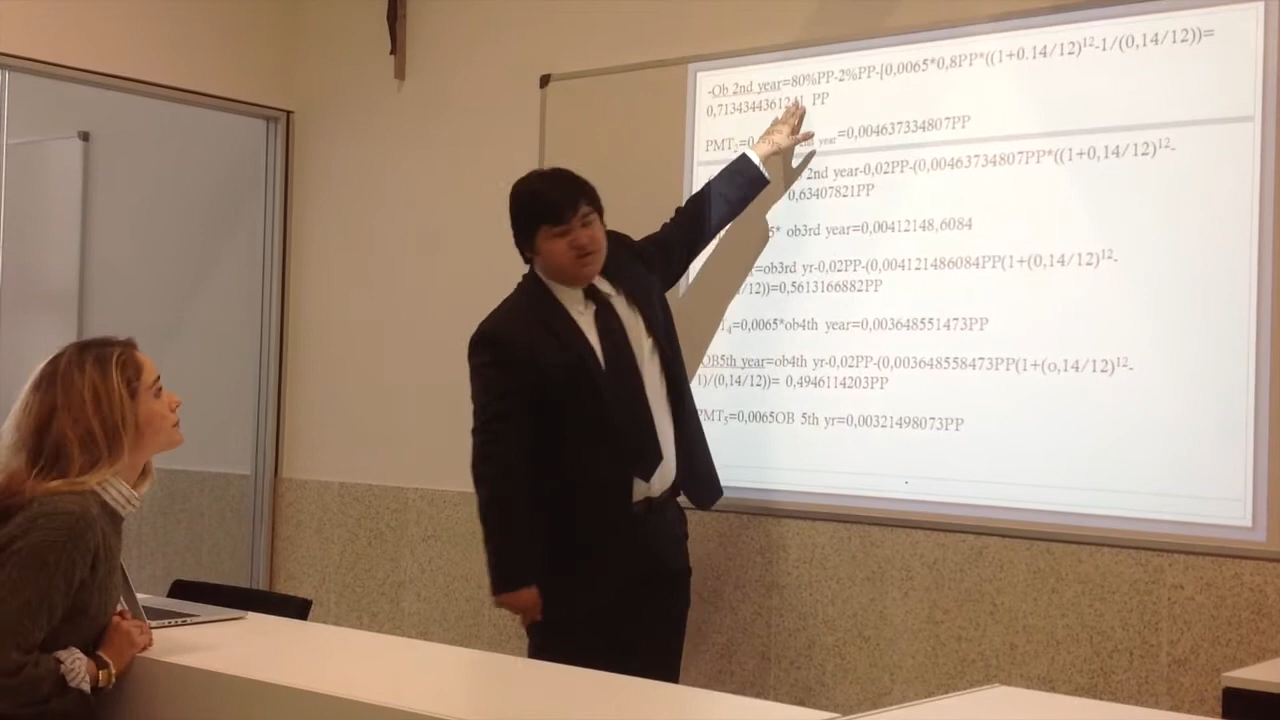 -Ob 2nd year=80%PP-2%PP-[0,0065*0,8PP*((1+0.14/12)¹²-1/(0,14/12))=
0,7134344361241 PP
PMT₂=0, year=0,004637334807PP
2nd year-0,02PP-(0,00463734807PP*((1+0,14/12)¹²-
0,63407821PP
5* ob3rd year=0,00412148,6084
=ob3rd yr-0,02PP-(0,004121486084PP(1+(0,14/12)¹²-
/12))=0,5613166882PP
₄=0,0065*ob4th year=0,003648551473PP
OB5th year=ob4th yr-0,02PP-(0,003648558473PP(1+(o,14/12)¹²-
1)/(0,14/12))= 0,4946114203PP
PMT₅=0,0065OB 5th yr=0,00321498073PP